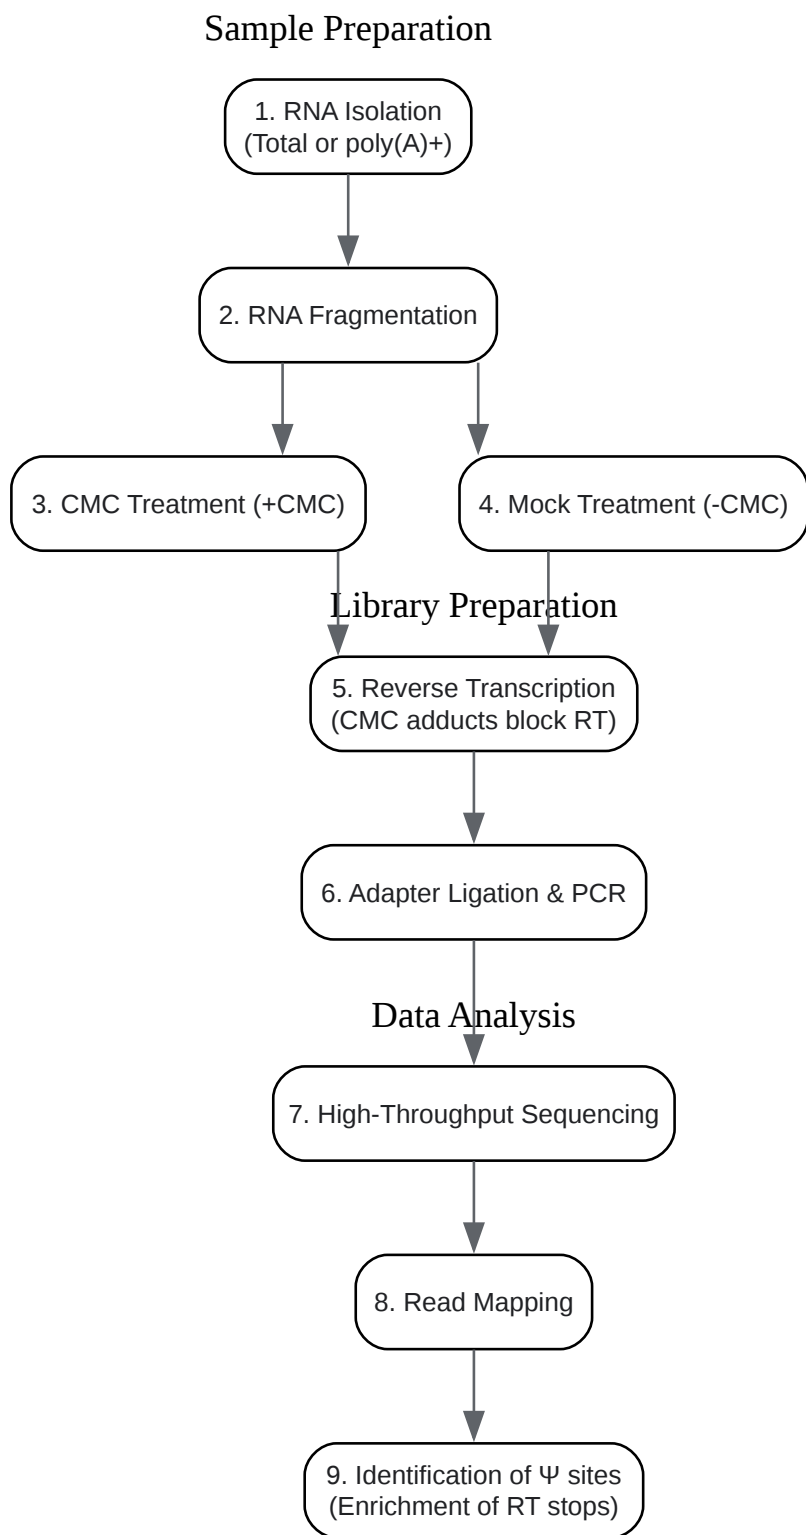 Sample Preparation
1. RNA Isolation
(Total or poly(A)+)
2. RNA Fragmentation
3. CMC Treatment (+CMC)
4. Mock Treatment (-CMC)
Library Preparation
5. Reverse Transcription
(CMC adducts block RT)
6. Adapter Ligation & PCR
Data Analysis
7. High-Throughput Sequencing
8. Read Mapping
9. Identification of Ψ sites
(Enrichment of RT stops)